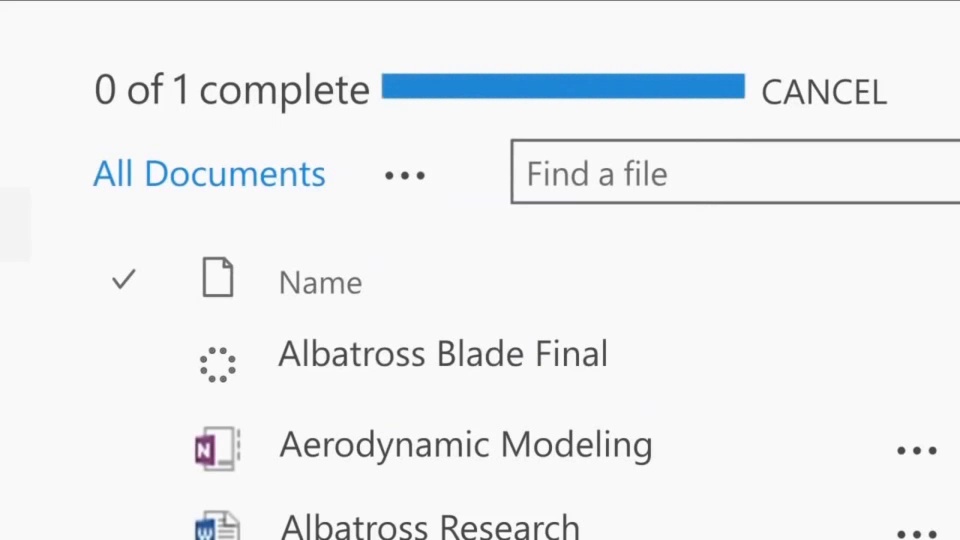 0 of 1 complete CANCEL
All Documents ••• Find a file
Name
Albatross Blade Final
Aerodynamic Modeling •••
Albatross Research •••